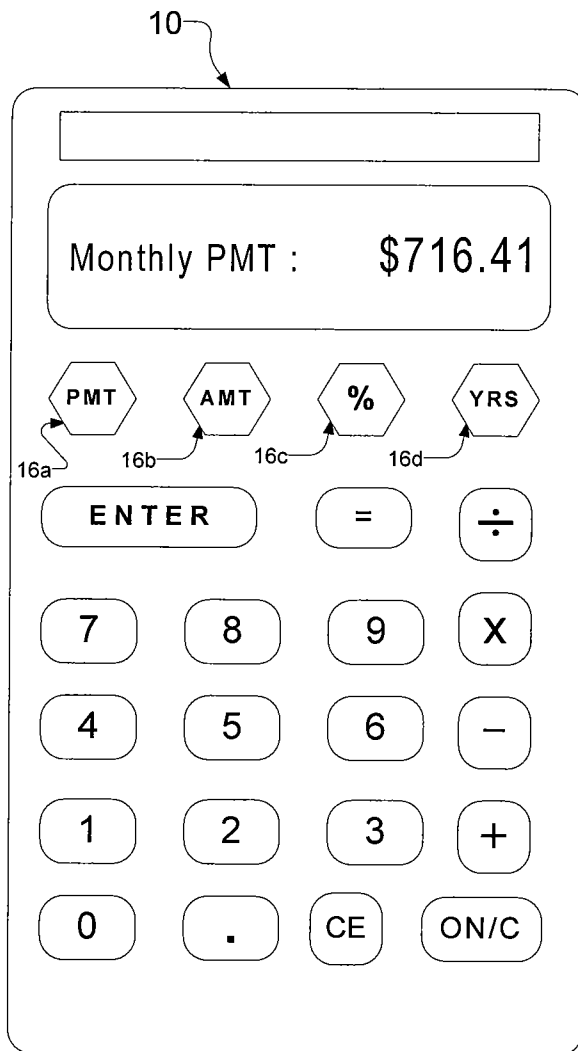 10
Monthly PMT : $716.41
PMT AMT % YRS
16a 16b 16c 16d
ENTER = ÷
7 8 9 X
4 5 6 −
1 2 3 +
0 . CE ON/C